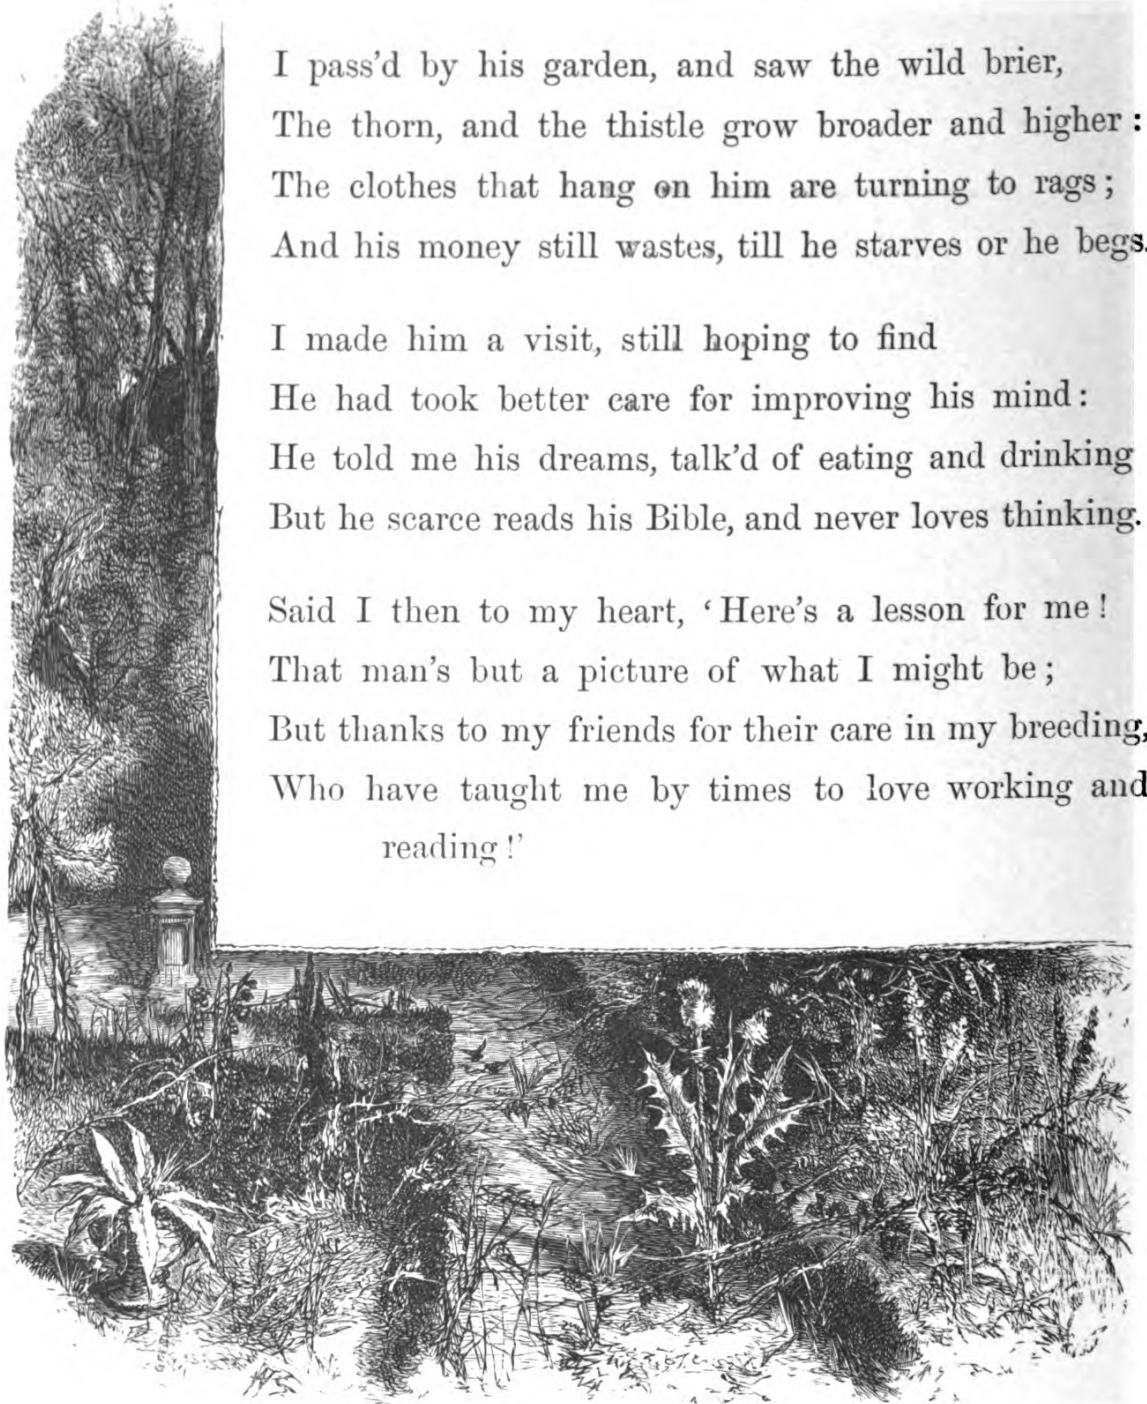 I pass’d by his garden, and saw the wild brier,
The thorn, and the thistle grow broader and higher :
The clothes that hang on him are turning to rags ;
And his money still wastes, till he starves or he begs.
I made him a visit, still hoping to find
He had took better care for improving his mind :
He told me his dreams, talk’d of eating and drinking
But he scarce reads his Bible, and never loves thinking.
Said I then to my heart, ‘ Here’s a lesson for me !
That man’s but a picture of what I might be ;
But thanks to my friends for their care in my breeding,
Who have taught me by times to love working and
reading !’